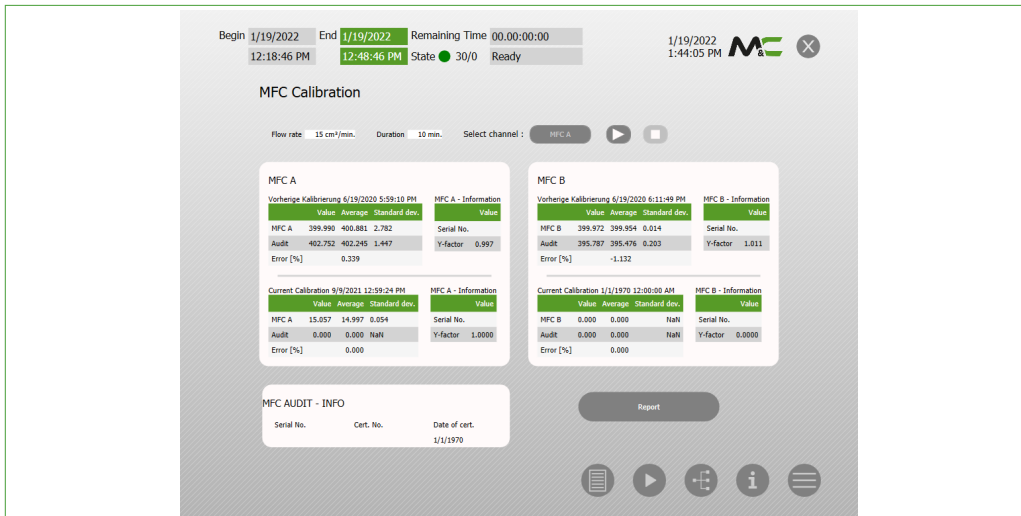 Begin 1/19/2022 End 1/19/2022 Remaining Time 00.00:00:00
12:18:46 PM 12:48:46 PM State 30/0 Ready
1/19/2022
1:44:05 PM
M&C
MFC Calibration
Flow rate 15 cm³/min. Duration 10 min. Select channel : MFC A
MFC A
Vorherige Kalibrierung 6/19/2020 5:59:10 PM MFC A - Information
Value Average Standard dev. Value
MFC A 399.990 400.881 2.782 Serial No.
Audit 402.752 402.245 1.447 Y-factor 0.997
Error [%] 0.339
Current Calibration 9/9/2021 12:59:24 PM MFC A - Information
Value Average Standard dev. Value
MFC A 15.057 14.997 0.054 Serial No.
Audit 0.000 0.000 NaN Y-factor 1.0000
Error [%] 0.000
MFC B
Vorherige Kalibrierung 6/19/2020 6:11:49 PM MFC B - Information
Value Average Standard dev. Value
MFC B 399.972 399.954 0.014 Serial No.
Audit 395.787 395.476 0.203 Y-factor 1.011
Error [%] -1.132
Current Calibration 1/1/1970 12:00:00 AM MFC B - Information
Value Average Standard dev. Value
MFC B 0.000 0.000 NaN Serial No.
Audit 0.000 0.000 NaN Y-factor 0.0000
Error [%] 0.000
MFC AUDIT - INFO
Serial No. Cert. No. Date of cert.
1/1/1970
Report